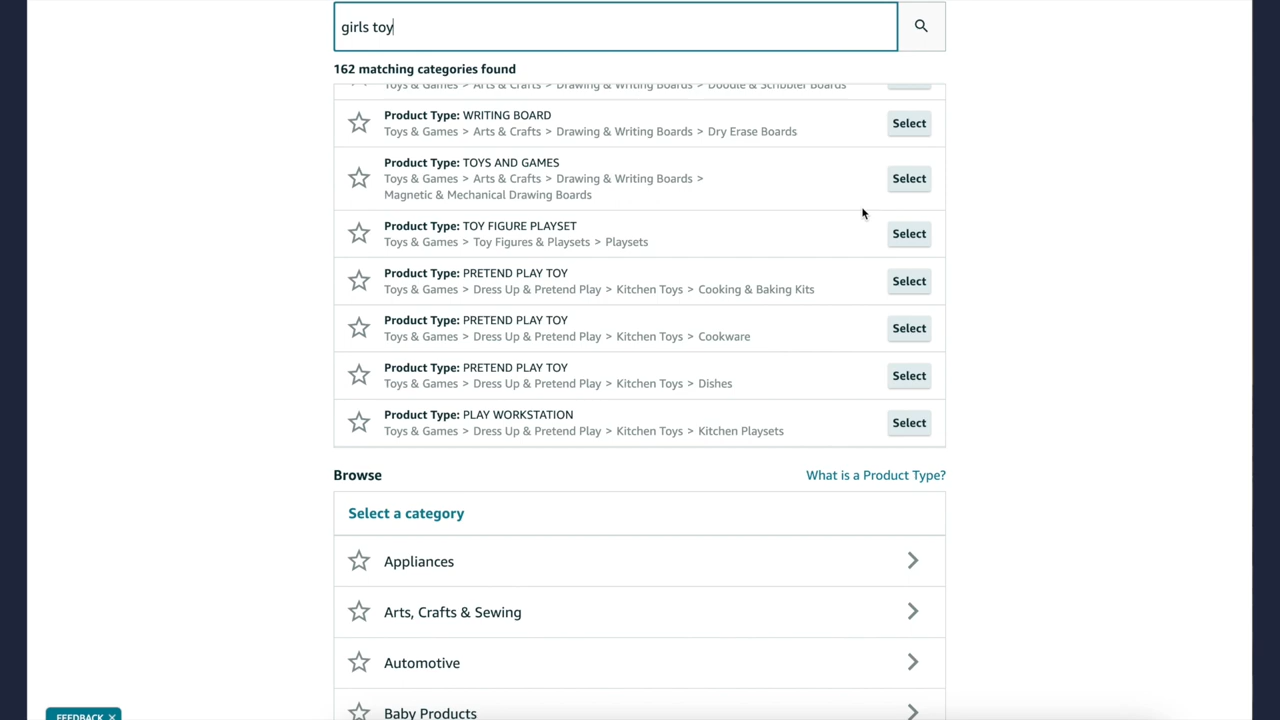 girls toy
162 matching categories found
Toys & Games > Arts & Crafts > Drawing & Writing Boards > Doodle & Scribbler Boards
Product Type: WRITING BOARD
Toys & Games > Arts & Crafts > Drawing & Writing Boards > Dry Erase Boards
Select
Product Type: TOYS AND GAMES
Toys & Games > Arts & Crafts > Drawing & Writing Boards >
Magnetic & Mechanical Drawing Boards
Select
Product Type: TOY FIGURE PLAYSET
Toys & Games > Toy Figures & Playsets > Playsets
Select
Product Type: PRETEND PLAY TOY
Toys & Games > Dress Up & Pretend Play > Kitchen Toys > Cooking & Baking Kits
Select
Product Type: PRETEND PLAY TOY
Toys & Games > Dress Up & Pretend Play > Kitchen Toys > Cookware
Select
Product Type: PRETEND PLAY TOY
Toys & Games > Dress Up & Pretend Play > Kitchen Toys > Dishes
Select
Product Type: PLAY WORKSTATION
Toys & Games > Dress Up & Pretend Play > Kitchen Toys > Kitchen Playsets
Select
Browse
What is a Product Type?
Select a category
Appliances
Arts, Crafts & Sewing
Automotive
Baby Products
FEEDBACK